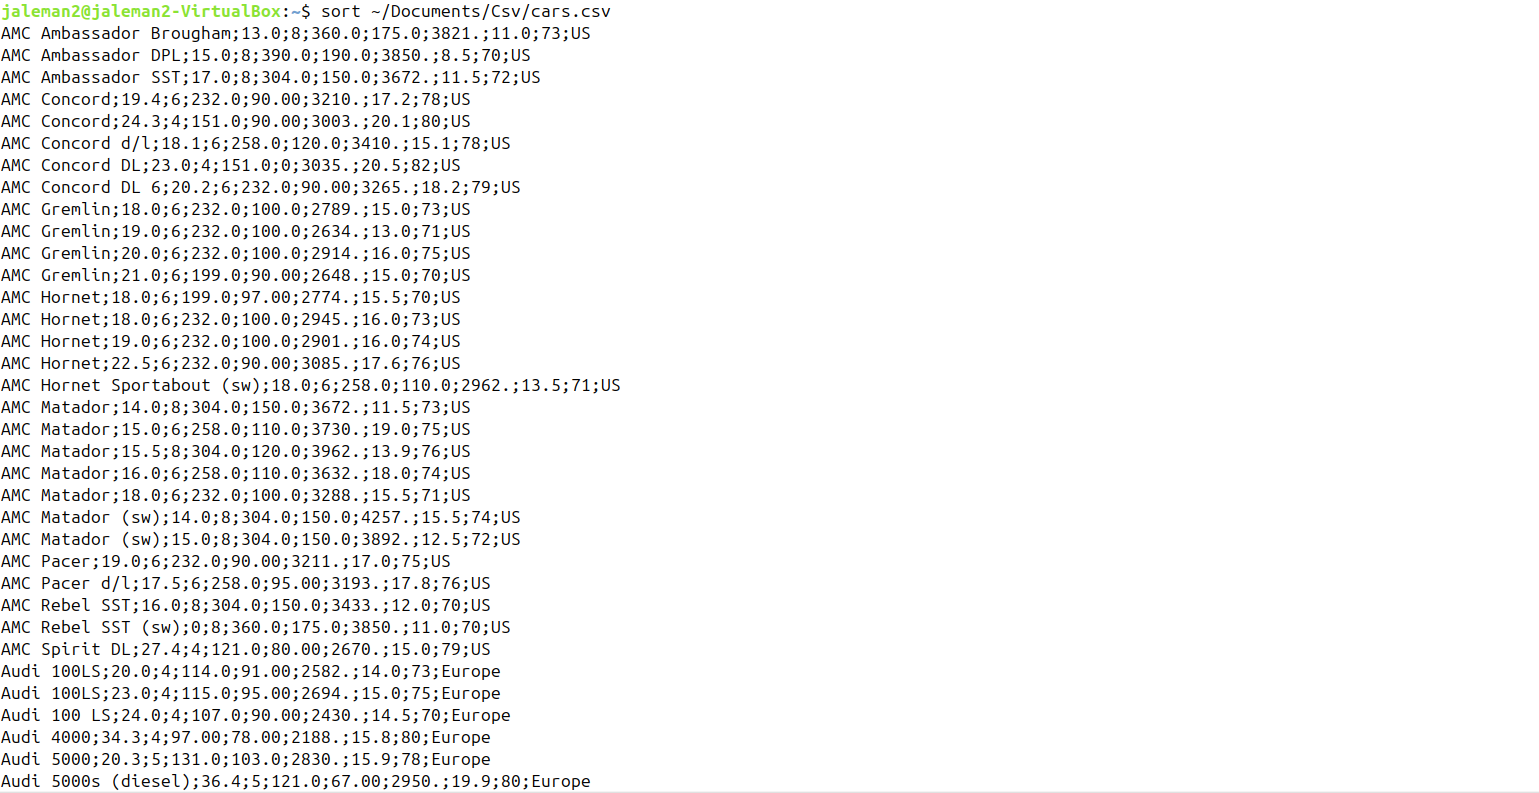 jaleman2@jaleman2-VirtualBox:~$ sort ~/Documents/Csv/cars.csv
AMC Ambassador Brougham;13.0;8;360.0;175.0;3821.;11.0;73;US
AMC Ambassador DPL;15.0;8;390.0;190.0;3850.;8.5;70;US
AMC Ambassador SST;17.0;8;304.0;150.0;3672.;11.5;72;US
AMC Concord;19.4;6;232.0;90.00;3210.;17.2;78;US
AMC Concord;24.3;4;151.0;90.00;3003.;20.1;80;US
AMC Concord d/l;18.1;6;258.0;120.0;3410.;15.1;78;US
AMC Concord DL;23.0;4;151.0;0;3035.;20.5;82;US
AMC Concord DL 6;20.2;6;232.0;90.00;3265.;18.2;79;US
AMC Gremlin;18.0;6;232.0;100.0;2789.;15.0;73;US
AMC Gremlin;19.0;6;232.0;100.0;2634.;13.0;71;US
AMC Gremlin;20.0;6;232.0;100.0;2914.;16.0;75;US
AMC Gremlin;21.0;6;199.0;90.00;2648.;15.0;70;US
AMC Hornet;18.0;6;199.0;97.00;2774.;15.5;70;US
AMC Hornet;18.0;6;232.0;100.0;2945.;16.0;73;US
AMC Hornet;19.0;6;232.0;100.0;2901.;16.0;74;US
AMC Hornet;22.5;6;232.0;90.00;3085.;17.6;76;US
AMC Hornet Sportabout (sw);18.0;6;258.0;110.0;2962.;13.5;71;US
AMC Matador;14.0;8;304.0;150.0;3672.;11.5;73;US
AMC Matador;15.0;6;258.0;110.0;3730.;19.0;75;US
AMC Matador;15.5;8;304.0;120.0;3962.;13.9;76;US
AMC Matador;16.0;6;258.0;110.0;3632.;18.0;74;US
AMC Matador;18.0;6;232.0;100.0;3288.;15.5;71;US
AMC Matador (sw);14.0;8;304.0;150.0;4257.;15.5;74;US
AMC Matador (sw);15.0;8;304.0;150.0;3892.;12.5;72;US
AMC Pacer;19.0;6;232.0;90.00;3211.;17.0;75;US
AMC Pacer d/l;17.5;6;258.0;95.00;3193.;17.8;76;US
AMC Rebel SST;16.0;8;304.0;150.0;3433.;12.0;70;US
AMC Rebel SST (sw);0;8;360.0;175.0;3850.;11.0;70;US
AMC Spirit DL;27.4;4;121.0;80.00;2670.;15.0;79;US
Audi 100LS;20.0;4;114.0;91.00;2582.;14.0;73;Europe
Audi 100LS;23.0;4;115.0;95.00;2694.;15.0;75;Europe
Audi 100 LS;24.0;4;107.0;90.00;2430.;14.5;70;Europe
Audi 4000;34.3;4;97.00;78.00;2188.;15.8;80;Europe
Audi 5000;20.3;5;131.0;103.0;2830.;15.9;78;Europe
Audi 5000s (diesel);36.4;5;121.0;67.00;2950.;19.9;80;Europe